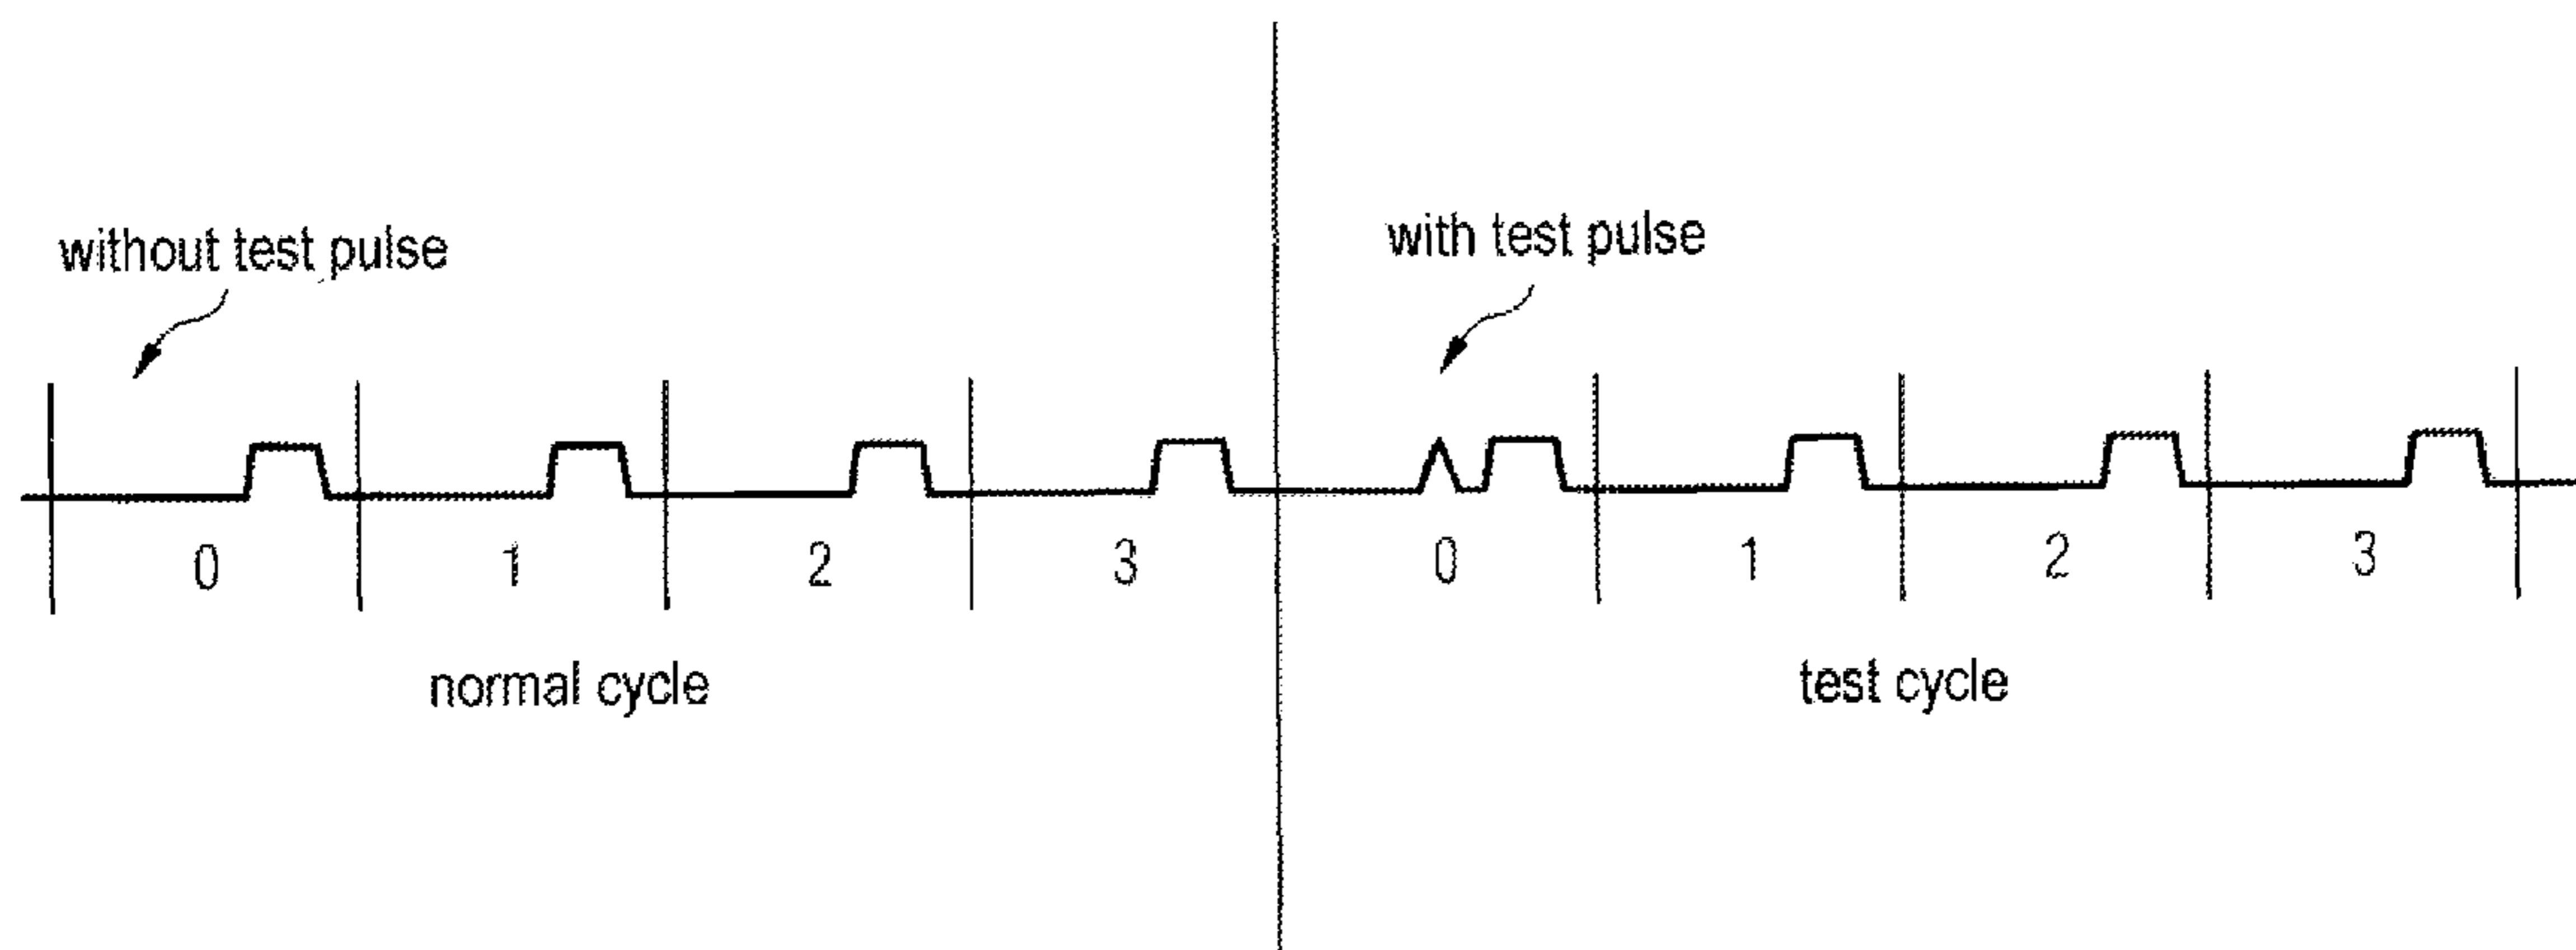 without test pulse
with test pulse
0 1 2 3 0 1 2 3
normal cycle
test cycle